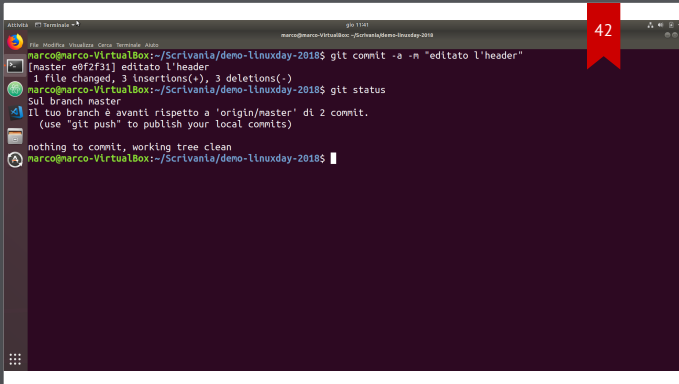 42
Attività Terminale gio 11:41
marco@marco-VirtualBox: ~/Scrivania/demo-linuxday-2018
File Modifica Visualizza Cerca Terminale Aiuto
marco@marco-VirtualBox:~/Scrivania/demo-linuxday-2018$ git commit -a -m "editato l'header"
[master e0f2f31] editato l'header
1 file changed, 3 insertions(+), 3 deletions(-)
marco@marco-VirtualBox:~/Scrivania/demo-linuxday-2018$ git status
Sul branch master
Il tuo branch è avanti rispetto a 'origin/master' di 2 commit.
(use "git push" to publish your local commits)
nothing to commit, working tree clean
marco@marco-VirtualBox:~/Scrivania/demo-linuxday-2018$